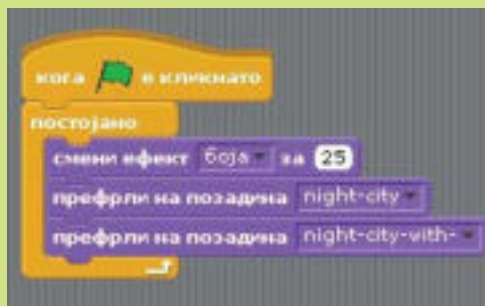 кога е кликнато
постојано
смени ефект боја за 25
префрли на позадина night-city
префрли на позадина night-city-with-